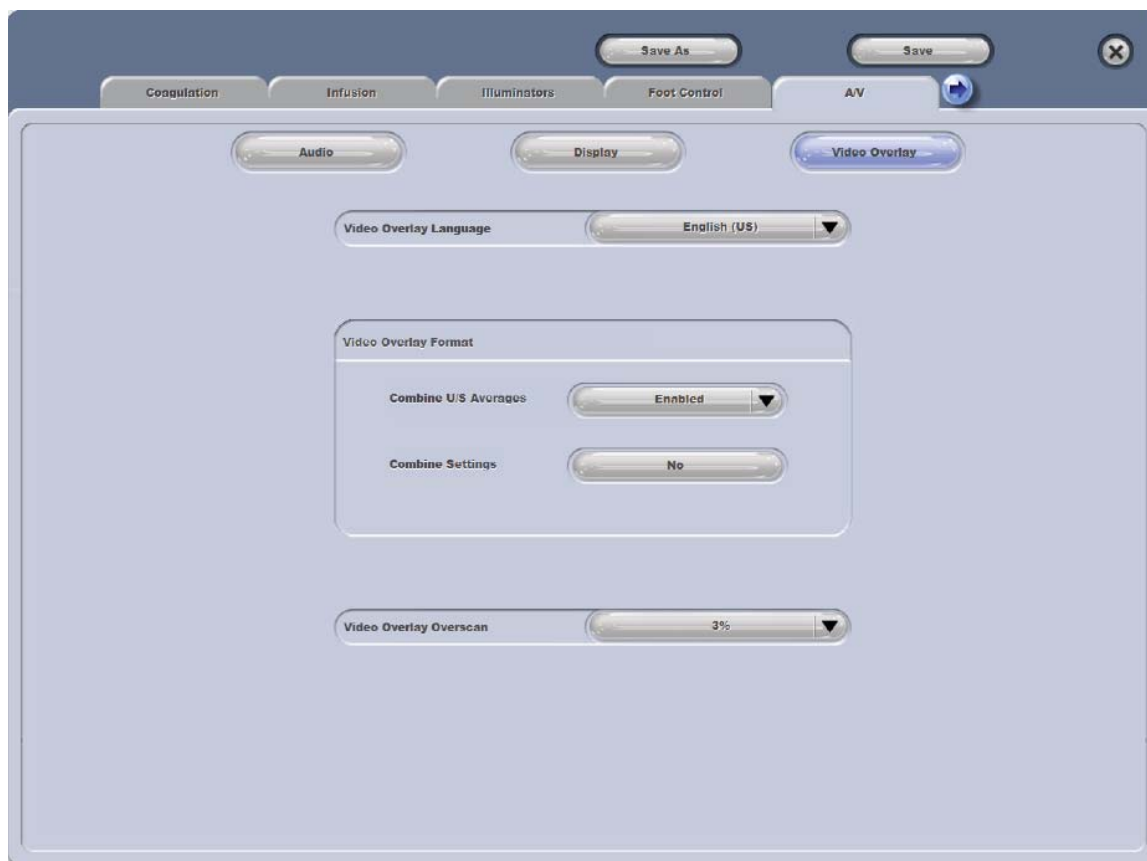 Save As
Save
Coagulation
Infusion
Illuminators
Foot Control
A/V
Audio
Display
Video Overlay
Video Overlay Language
English (US)
Video Overlay Format
Combine U/S Averages
Enabled
Combine Settings
No
Video Overlay Overscan
3%